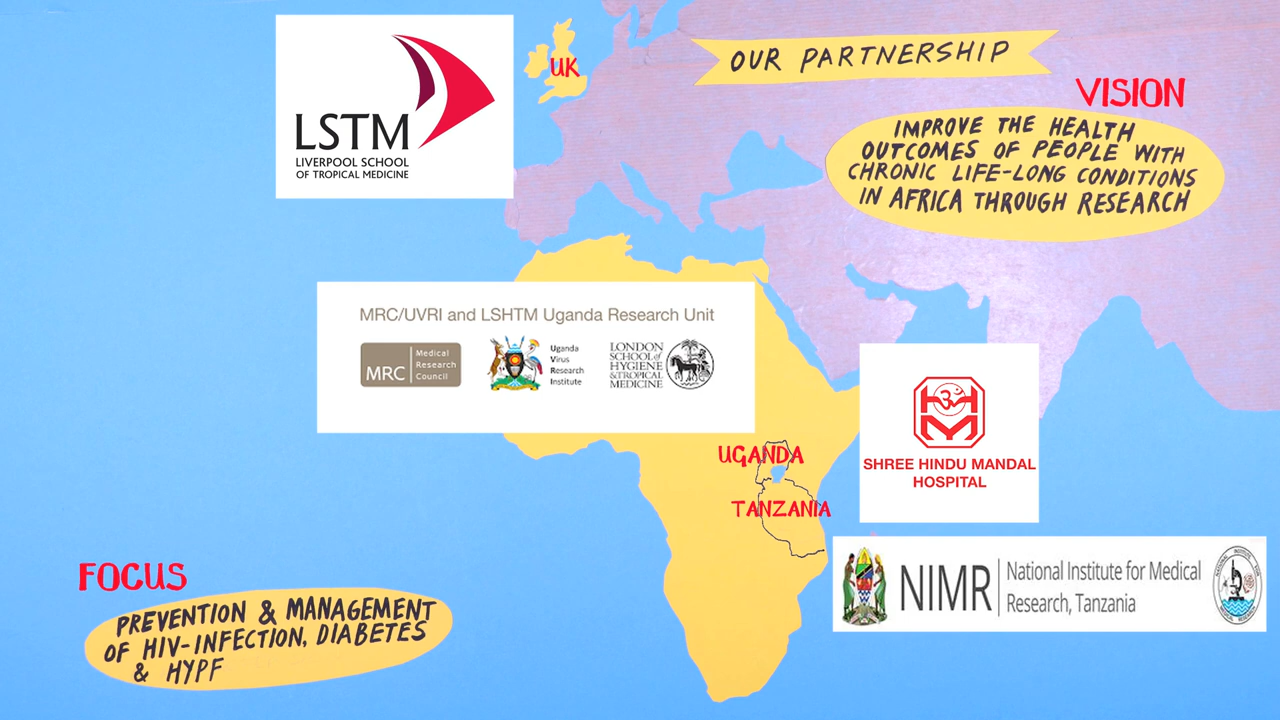 OUR PARTNERSHIP
VISION
IMPROVE THE HEALTH
OUTCOMES OF PEOPLE WITH
CHRONIC LIFE-LONG CONDITIONS
IN AFRICA THROUGH RESEARCH
UK
LSTM
LIVERPOOL SCHOOL
OF TROPICAL MEDICINE
MRC/UVRI and LSHTM Uganda Research Unit
MRC
Medical
Research
Council
Uganda
Virus
Research
Institute
LONDON
SCHOOL of
HYGIENE
& TROPICAL
MEDICINE
SHREE HINDU MANDAL
HOSPITAL
UGANDA
TANZANIA
NIMR
National Institute for Medical
Research, Tanzania
FOCUS
PREVENTION & MANAGEMENT
OF HIV-INFECTION, DIABETES
& HYPF